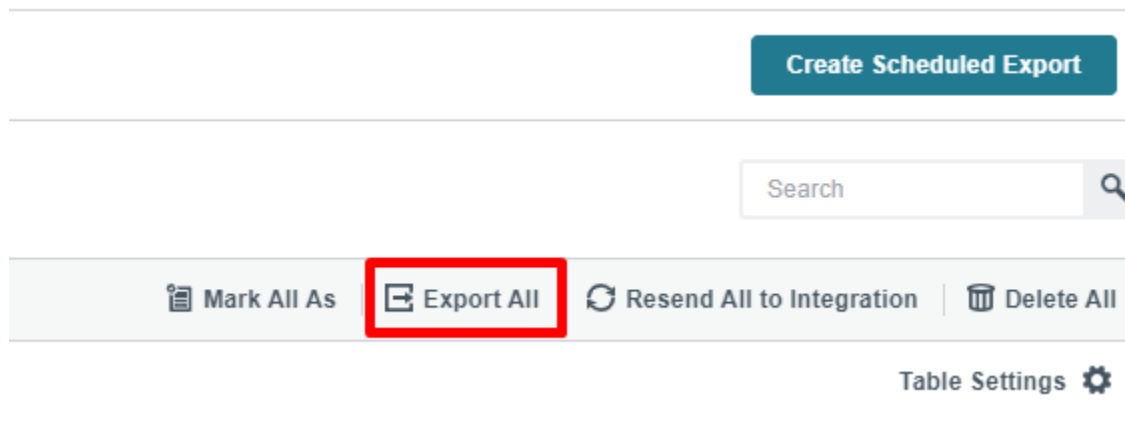 Create Scheduled Export
Search
Mark All As Export All Resend All to Integration Delete All
Table Settings